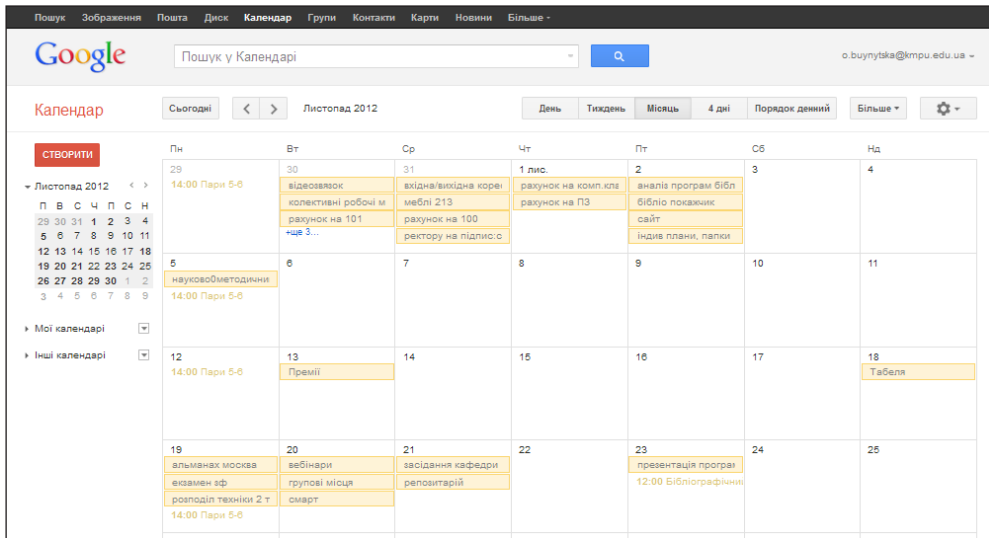 Пошук Зображення Пошта Диск Календар Групи Контакти Карти Новини Більше
Google Пошук у Календарі o.buynytska@kmpu.edu.ua
Календар Сьогодні < > Листопад 2012 День Тиждень Місяць 4 дні Порядок денний Більше
СТВОРИТИ
Листопад 2012 < >
П В С Ч П С Н
29 30 31 1 2 3 4
5 6 7 8 9 10 11
12 13 14 15 16 17 18
19 20 21 22 23 24 25
26 27 28 29 30 1 2
3 4 5 6 7 8 9
Мої календарі
Інші календарі
Пн Вт Ср Чт Пт Сб Нд
29 30 31 1 лис. 2 3 4
14:00 Пари 5-6 відеозвязок вхідна/вихідна коре рахунок на комп.кла аналіз програм бібл
колективні робочі м меблі 213 рахунок на ПЗ бібліо покажчик
рахунок на 101 рахунок на 100 сайт
+ще 3... ректору на підпис:с індив плани, папки
5 6 7 8 9 10 11
науково0методични
14:00 Пари 5-6
12 13 14 15 16 17 18
14:00 Пари 5-6 Премії Табеля
19 20 21 22 23 24 25
альманах москва вебінари засідання кафедри презентація програм
екзамен зф групові місця репозитарій 12:00 Бібліографічни
розподіл техніки 2 т смарт
14:00 Пари 5-6